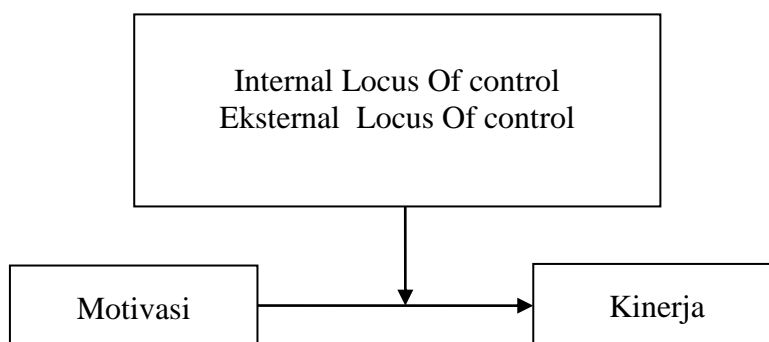 Internal Locus Of control
Eksternal  Locus Of control
Motivasi
Kinerja